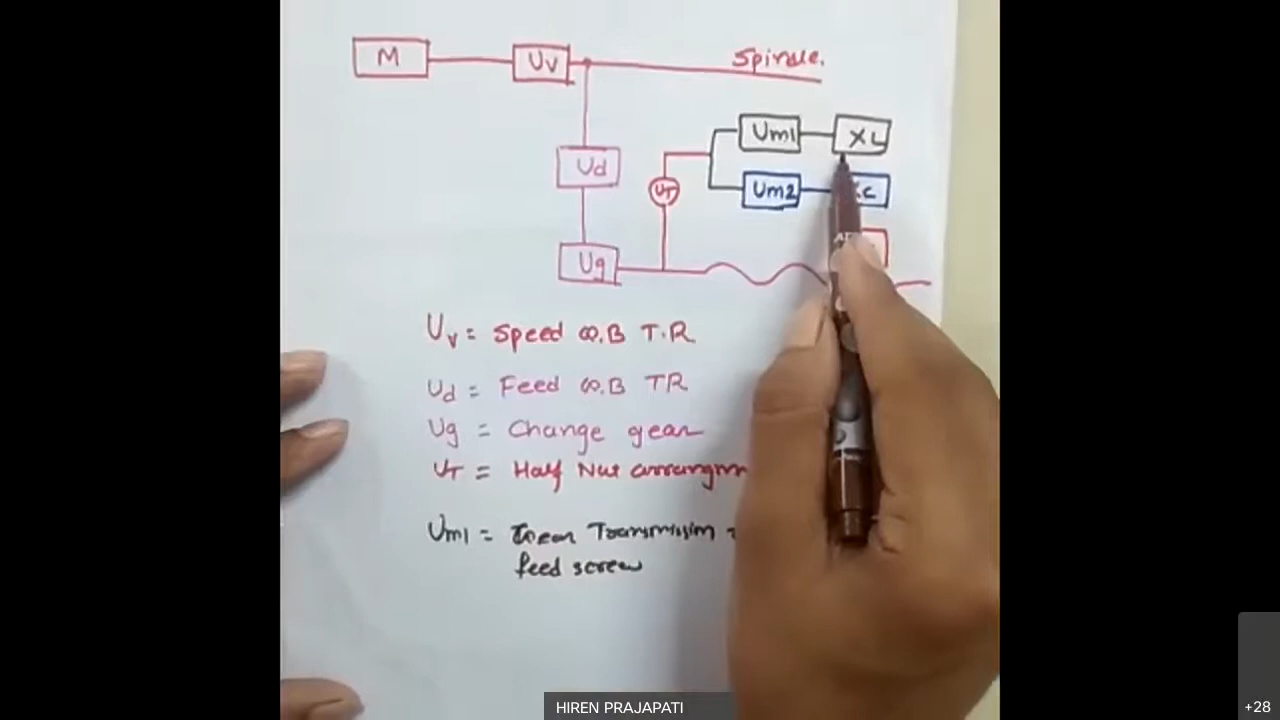 M
Uv
Spindle.
Um1
XL
Ud
UT
Um2
Ug
Uv = Speed G.B T.R
Ud = Feed G.B TR
Ug = Change gear
UT = Half Nut
Um1 = Gear Transmission
feed screw
HIREN PRAJAPATI
+28